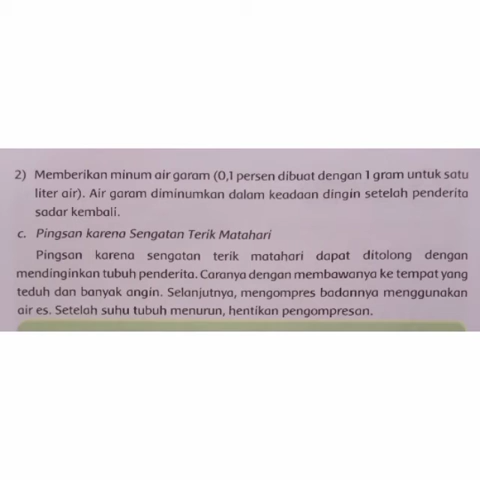 2) Memberikan minum air garam (0,1 persen dibuat dengan 1 gram untuk satu
liter air). Air garam diminumkan dalam keadaan dingin setelah penderita
sadar kembali.
c. Pingsan karena Sengatan Terik Matahari
Pingsan karena sengatan terik matahari dapat ditolong dengan
mendinginkan tubuh penderita. Caranya dengan membawanya ke tempat yang
teduh dan banyak angin. Selanjutnya, mengompres badannya menggunakan
air es. Setelah suhu tubuh menurun, hentikan pengompresan.